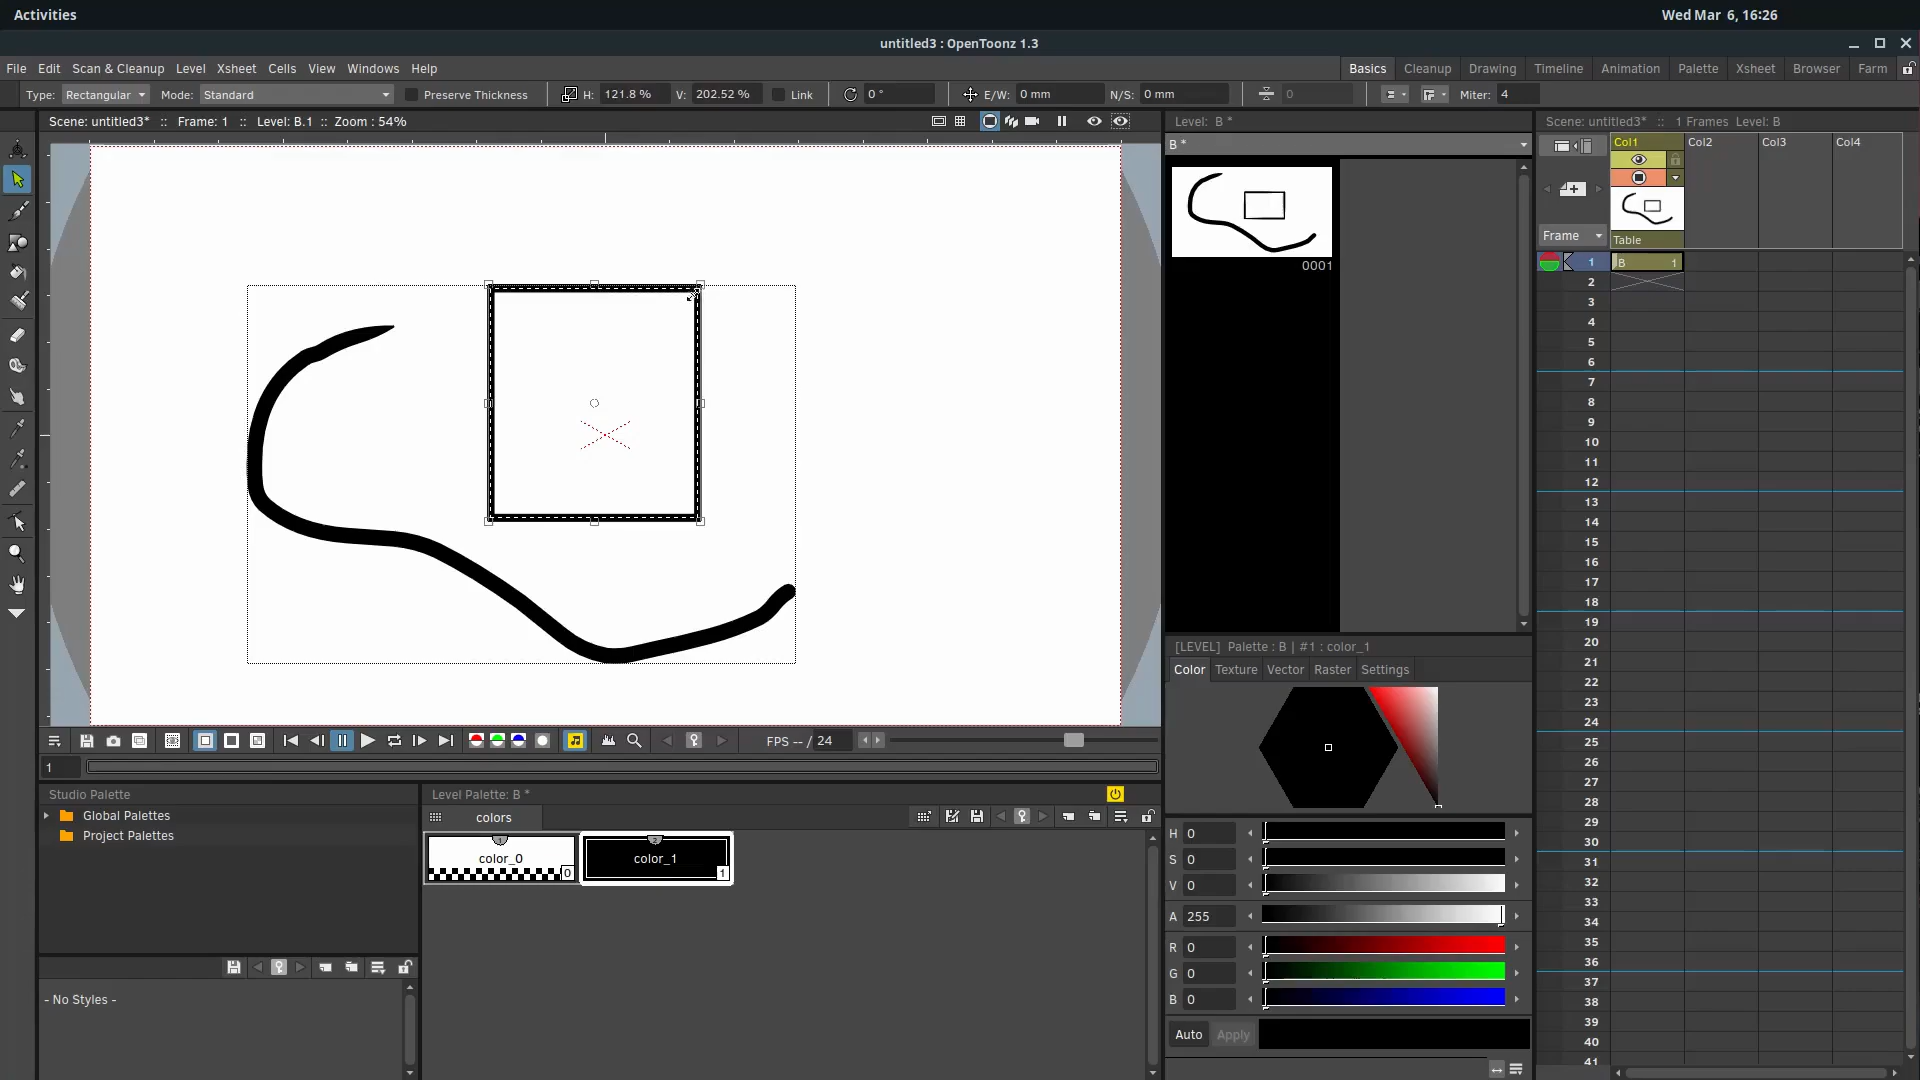 Activities
Wed Mar 6, 16:26
untitled3 : OpenToonz 1.3
File Edit Scan & Cleanup Level Xsheet Cells View Windows Help
Basics Cleanup Drawing Timeline Animation Palette Xsheet Browser Farm
Type: Rectangular Mode: Standard Preserve Thickness H: 121.8 % V: 202.52 % Link 0 ° E/W: 0 mm N/S: 0 mm 0 Miter: 4
Scene: untitled3* :: Frame: 1 :: Level: B.1 :: Zoom : 54%
Level: B *
B *
0001
Scene: untitled3* :: 1 Frames Level: B
Col1 Col2 Col3 Col4
Frame
Table
1 B 1
2
3
4
5
6
7
8
9
10
11
12
13
14
15
16
17
18
19
20
21
22
23
24
25
26
27
28
29
30
31
32
33
34
35
36
37
38
39
40
41
[LEVEL] Palette : B | #1 : color_1
Color Texture Vector Raster Settings
H 0
S 0
V 0
A 255
R 0
G 0
B 0
Auto Apply
FPS -- / 24
1
Studio Palette
Global Palettes
Project Palettes
- No Styles -
Level Palette: B *
colors
1
color_0
0
2
color_1
1